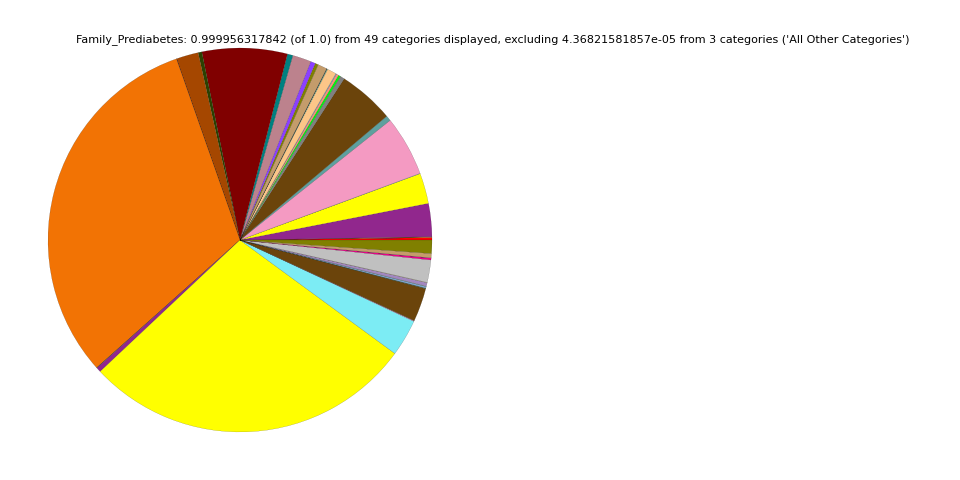 Family_Prediabetes: 0.999956317842 (of 1.0) from 49 categories displayed, excluding 4.36821581857e-05 from 3 categories ('All Other Categories')